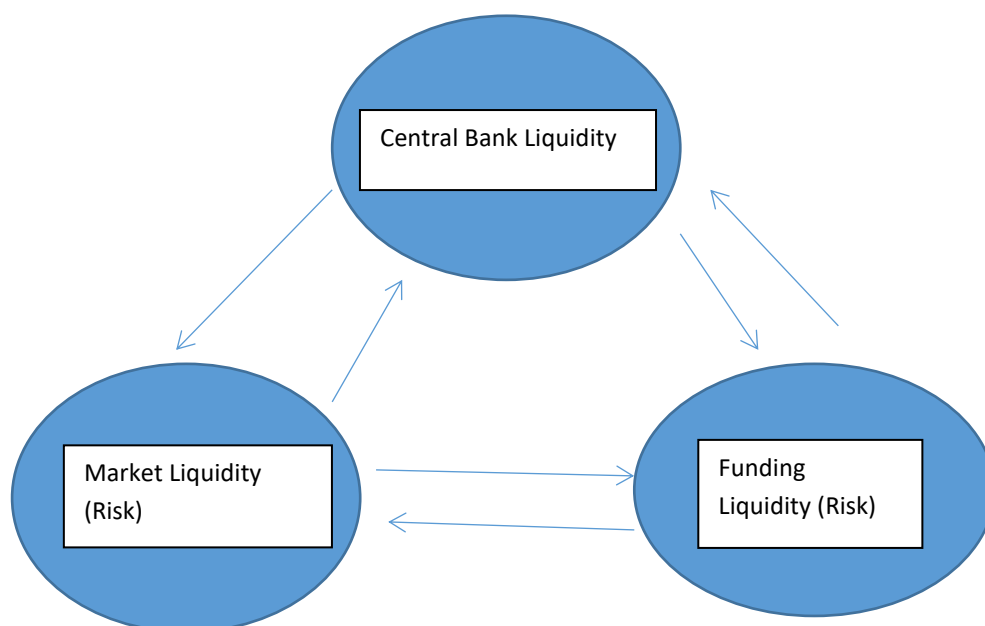 Central Bank Liquidity
Market Liquidity
(Risk)
Funding
Liquidity (Risk)